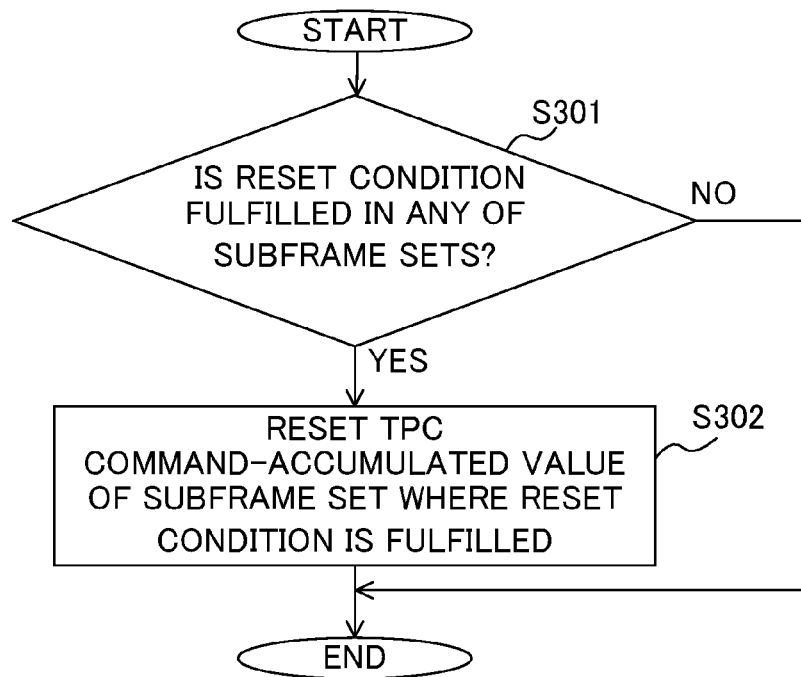 START
S301
IS RESET CONDITION
FULFILLED IN ANY OF
SUBFRAME SETS?
NO
YES
S302
RESET TPC
COMMAND-ACCUMULATED VALUE
OF SUBFRAME SET WHERE RESET
CONDITION IS FULFILLED
END